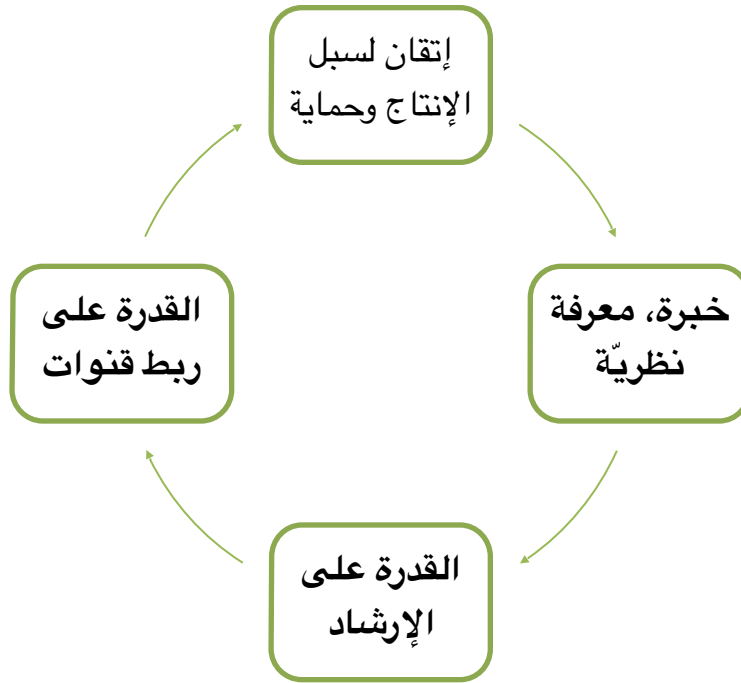 إتقان لسبل
الإنتاج وحماية
خبرة، معرفة
نظريّة
القدرة على
الإرشاد
القدرة على
ربط قنوات